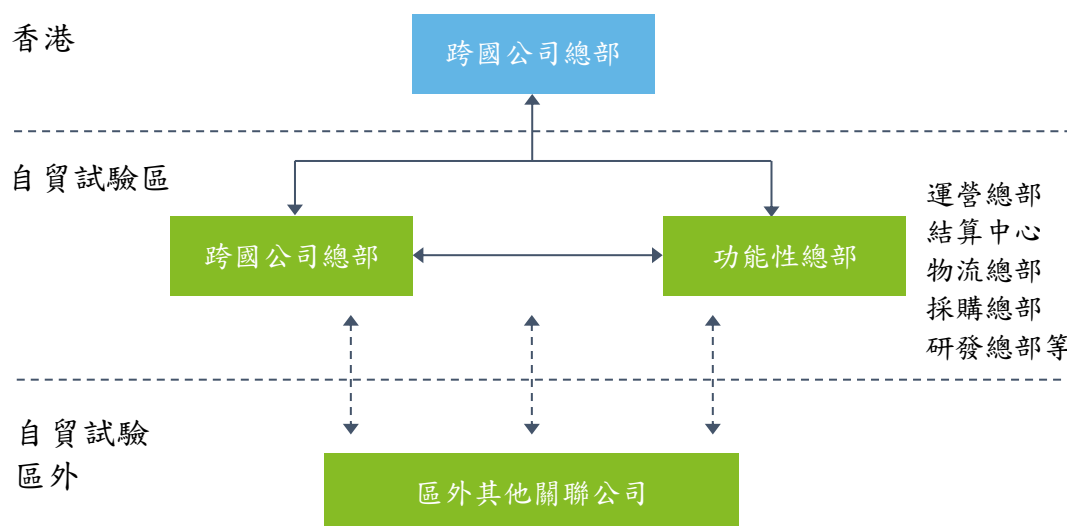 香港
跨國公司總部
自貿試驗區
跨國公司總部
功能性總部
運營總部
結算中心
物流總部
採購總部
研發總部等
自貿試驗
區外
區外其他關聯公司